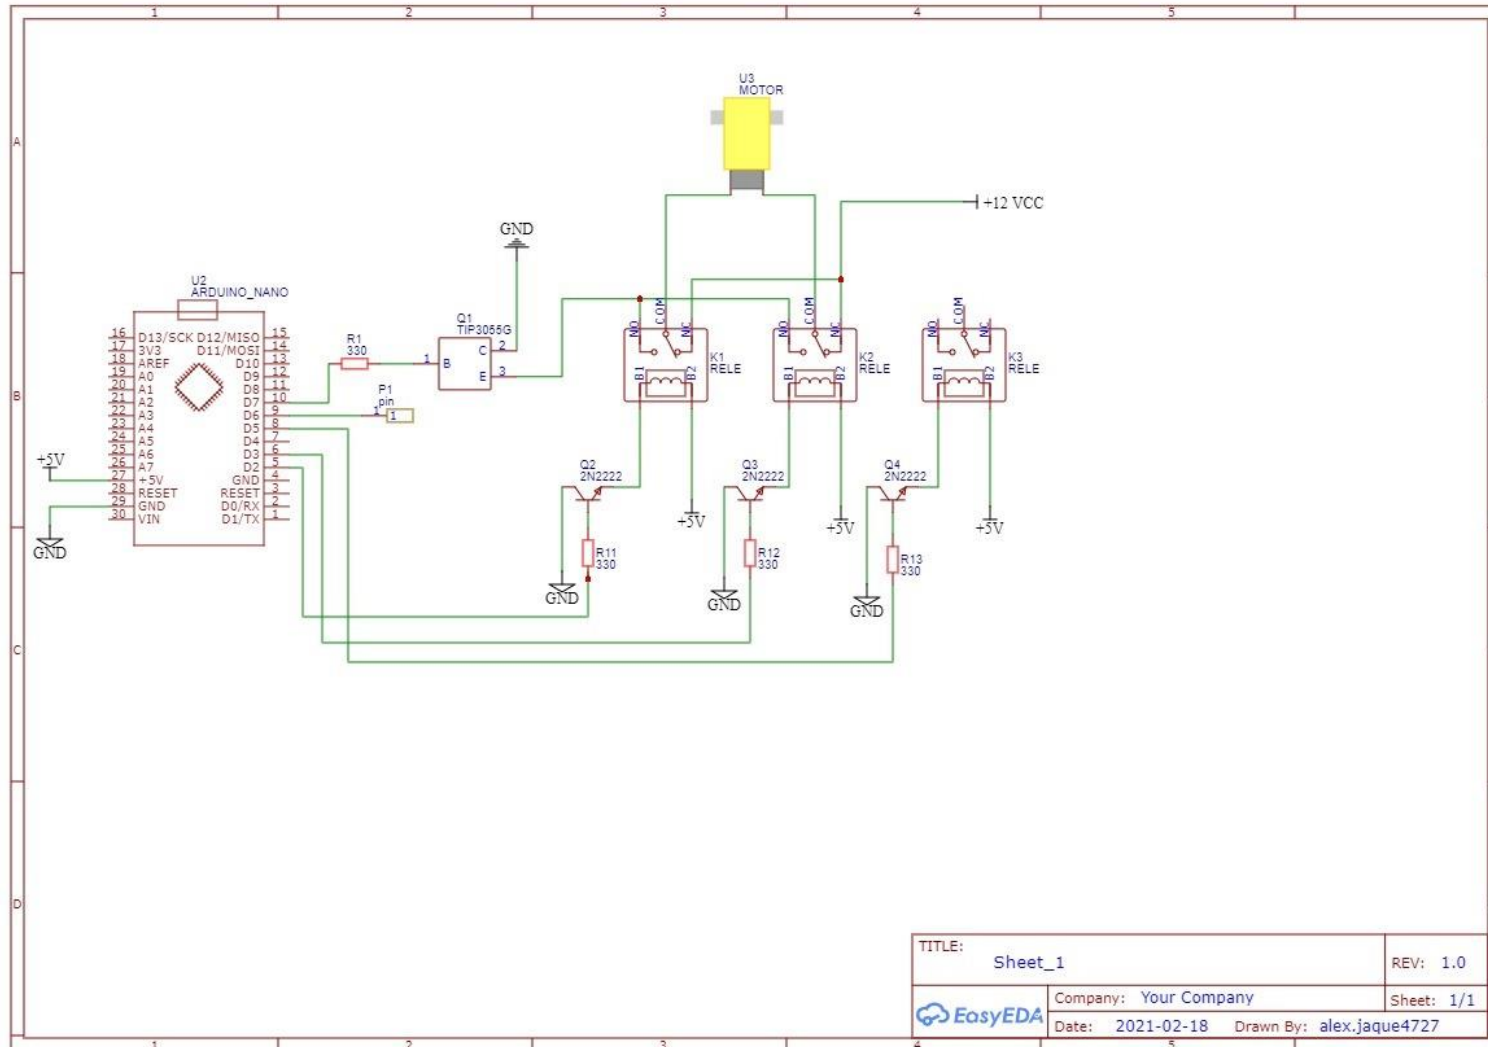 1 2 3 4 5
A
B
C
D
U3
MOTOR
+12 VCC
GND
U2
ARDUINO_NANO
16 D13/SCK D12/MISO 15
17 3V3 D11/MOSI 14
18 AREF D10 13
19 A0 D9 12
20 A1 D8 11
21 A2 D7 10
22 A3 D6 9
23 A4 D5 8
24 A5 D4 7
25 A6 D3 6
26 A7 D2 5
27 +5V GND 4
28 RESET RESET 3
29 GND D0/RX 2
30 VIN D1/TX 1
+5V
GND
R1
330
P1
pin
1 1
Q1
TIP3055G
1 B C 2
E 3
NO COM NC
K1
RELE
B1 B2
NO COM NC
K2
RELE
B1 B2
NO COM NC
K3
RELE
B1 B2
Q2
2N2222
+5V
R11
330
GND
Q3
2N2222
+5V
R12
330
GND
Q4
2N2222
+5V
R13
330
GND
TITLE:
Sheet_1
REV: 1.0
EasyEDA
Company: Your Company
Sheet: 1/1
Date: 2021-02-18 Drawn By: alex.jaque4727
1 2 3 4 5